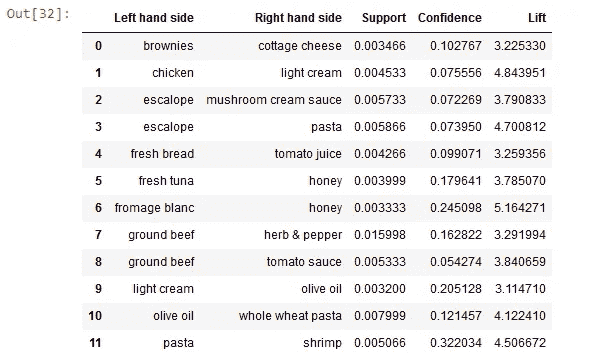 Out[32]:
Left hand side Right hand side Support Confidence Lift
0 brownies cottage cheese 0.003466 0.102767 3.225330
1 chicken light cream 0.004533 0.075556 4.843951
2 escalope mushroom cream sauce 0.005733 0.072269 3.790833
3 escalope pasta 0.005866 0.073950 4.700812
4 fresh bread tomato juice 0.004266 0.099071 3.259356
5 fresh tuna honey 0.003999 0.179641 3.785070
6 fromage blanc honey 0.003333 0.245098 5.164271
7 ground beef herb & pepper 0.015998 0.162822 3.291994
8 ground beef tomato sauce 0.005333 0.054274 3.840659
9 light cream olive oil 0.003200 0.205128 3.114710
10 olive oil whole wheat pasta 0.007999 0.121457 4.122410
11 pasta shrimp 0.005066 0.322034 4.506672